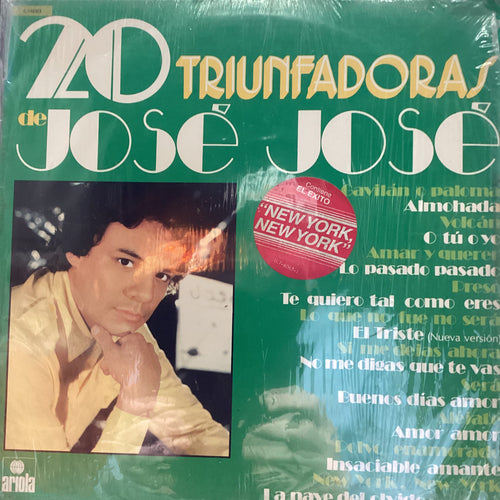 20 TRIUNFADORAS
de JOSÉ JOSÉ
Contiene
EL EXITO
"NEW YORK,
NEW YORK"
Gavilán o paloma
Almohada
Volcán
O tú o yo
Amar y querer
Lo pasado pasado
Preso
Te quiero tal como eres
Lo que no fue no será
El Triste (Nueva versión)
Si me dejas ahora
No me digas que te vas
Será
Buenos días amor
Amor amor
Polvo enamorado
Insaciable amante
New York, New York
La nave del olvido
ariola